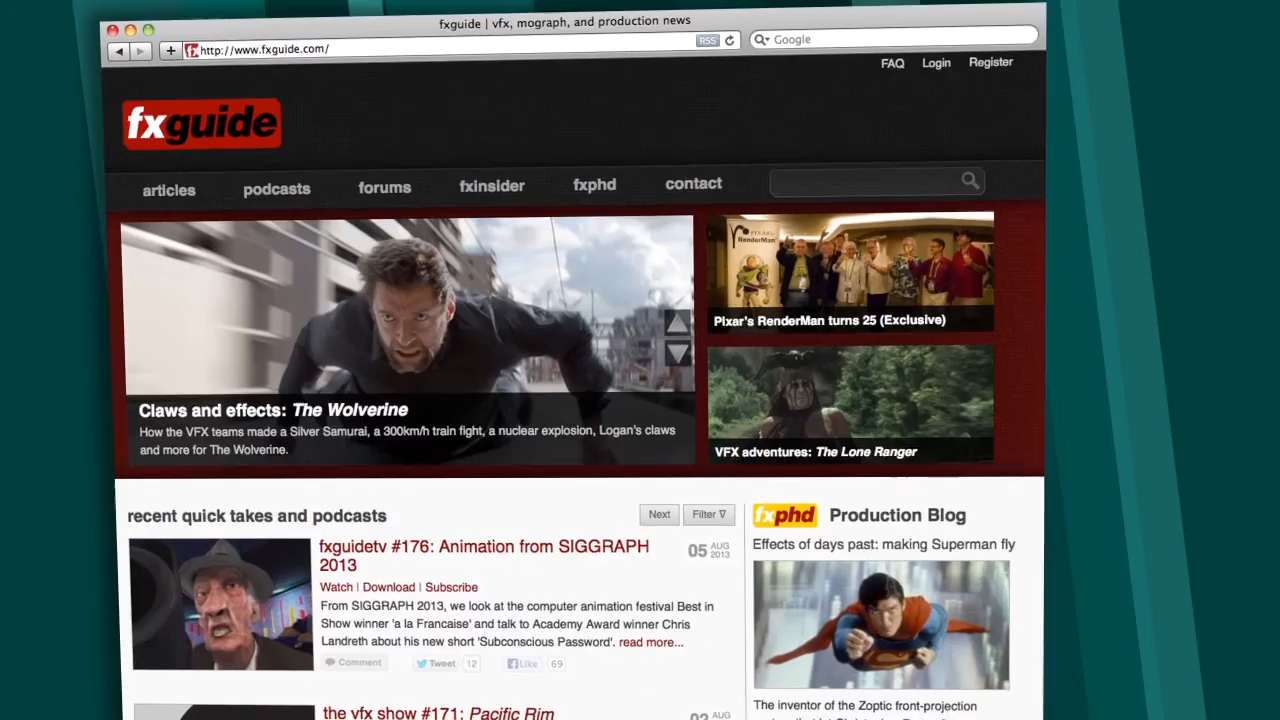 fxguide | vfx, mograph, and production news
http://www.fxguide.com/
RSS
Google
FAQ Login Register
fxguide
articles podcasts forums fxinsider fxphd contact
PIXAR'S
RenderMan
Pixar's RenderMan turns 25 (Exclusive)
Claws and effects: The Wolverine
How the VFX teams made a Silver Samurai, a 300km/h train fight, a nuclear explosion, Logan's claws
and more for The Wolverine.
VFX adventures: The Lone Ranger
recent quick takes and podcasts
Next
Filter ∇
fxguidetv #176: Animation from SIGGRAPH
2013
05 AUG
2013
Watch | Download | Subscribe
From SIGGRAPH 2013, we look at the computer animation festival Best in
Show winner 'a la Francaise' and talk to Academy Award winner Chris
Landreth about his new short 'Subconscious Password'. read more...
Comment Tweet 12 Like 69
the vfx show #171: Pacific Rim
AUG
fxphd Production Blog
Effects of days past: making Superman fly
The inventor of the Zoptic front-projection